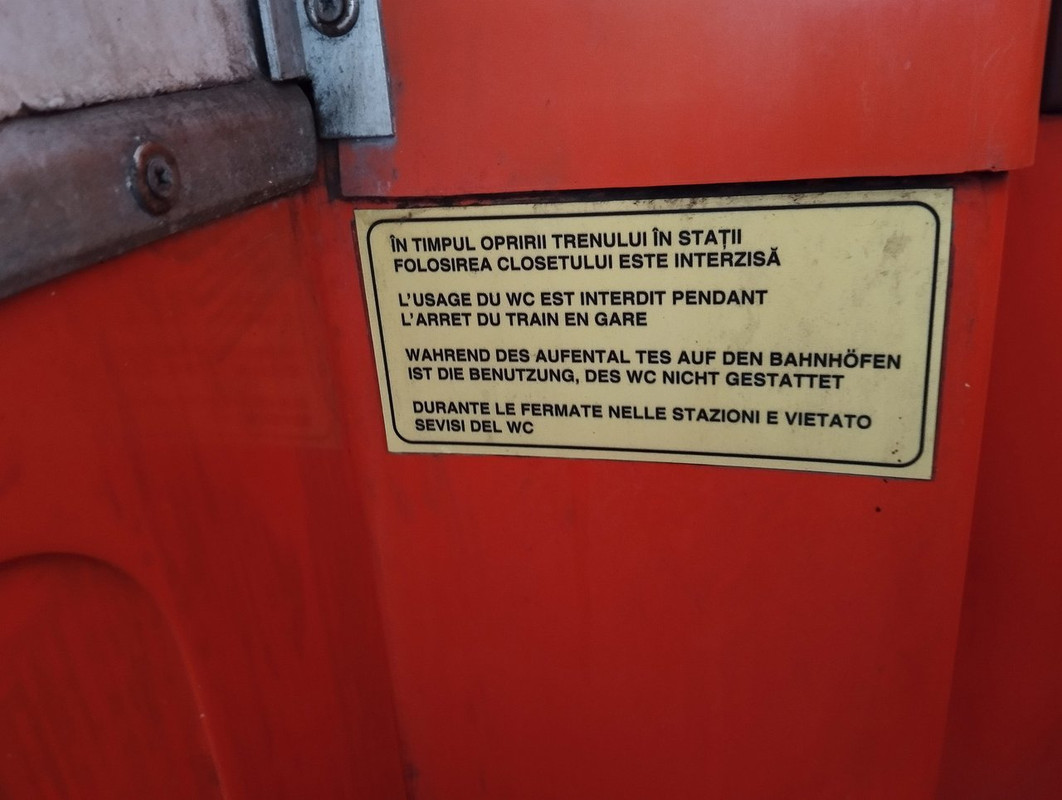 ÎN TIMPUL OPRIRII TRENULUI ÎN STAȚII
FOLOSIREA CLOSETULUI ESTE INTERZISĂ
L'USAGE DU WC EST INTERDIT PENDANT
L'ARRET DU TRAIN EN GARE
WAHREND DES AUFENTAL TES AUF DEN BAHNHÖFEN
IST DIE BENUTZUNG, DES WC NICHT GESTATTET
DURANTE LE FERMATE NELLE STAZIONI E VIETATO
SEVISI DEL WC